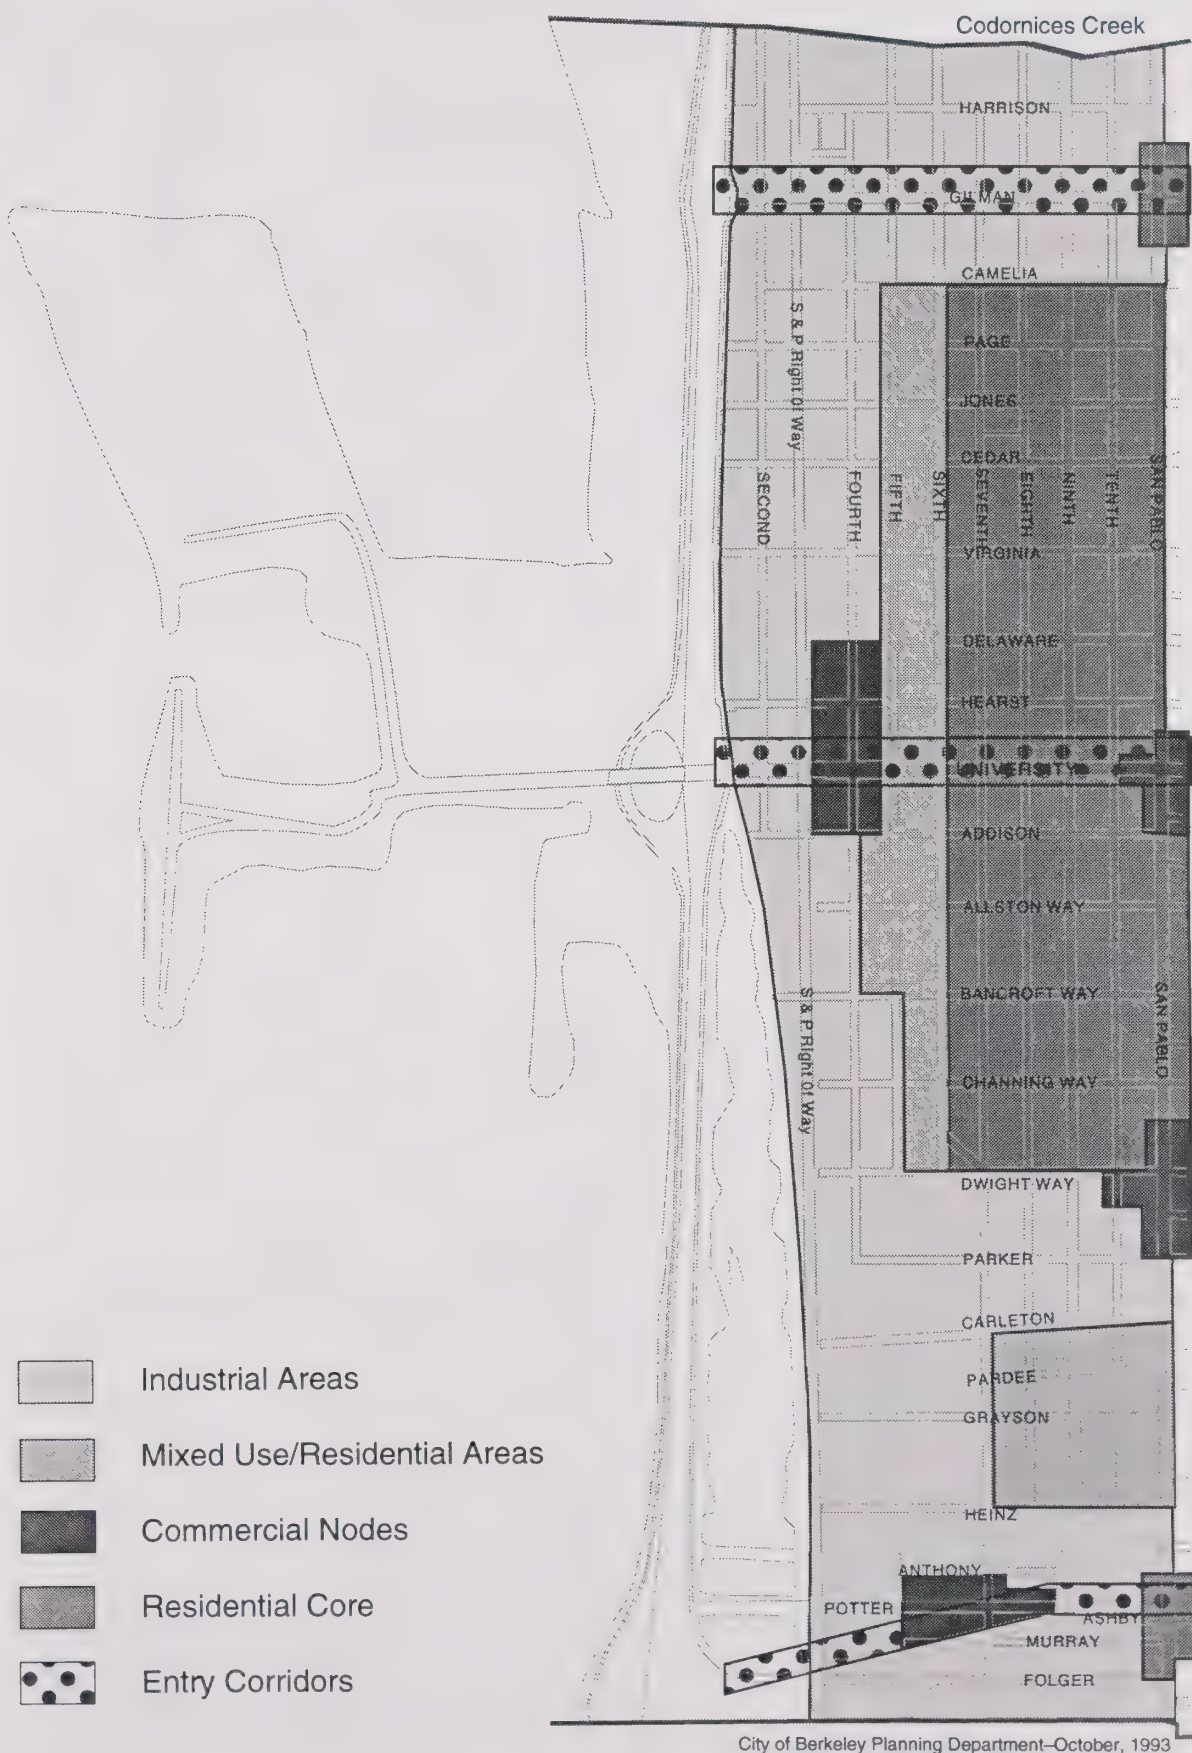 Codornices Creek
HARRISON
GILMAN
CAMELIA
S & P Right Of Way
PAGE
JONES
CEDAR
SECOND
FOURTH
FIFTH
SIXTH
SEVENTH
EIGHTH
NINTH
TENTH
SAN PABLO
VIRGINIA
DELAWARE
HEARST
UNIVERSITY
ADDISON
ALLSTON WAY
BANCROFT WAY
S & P Right Of Way
SAN PABLO
CHANNING WAY
DWIGHT WAY
PARKER
CARLETON
PARDEE
GRAYSON
HEINZ
ANTHONY
POTTER
ASHBY
MURRAY
FOLGER
Industrial Areas
Mixed Use/Residential Areas
Commercial Nodes
Residential Core
Entry Corridors
City of Berkeley Planning Department–October, 1993